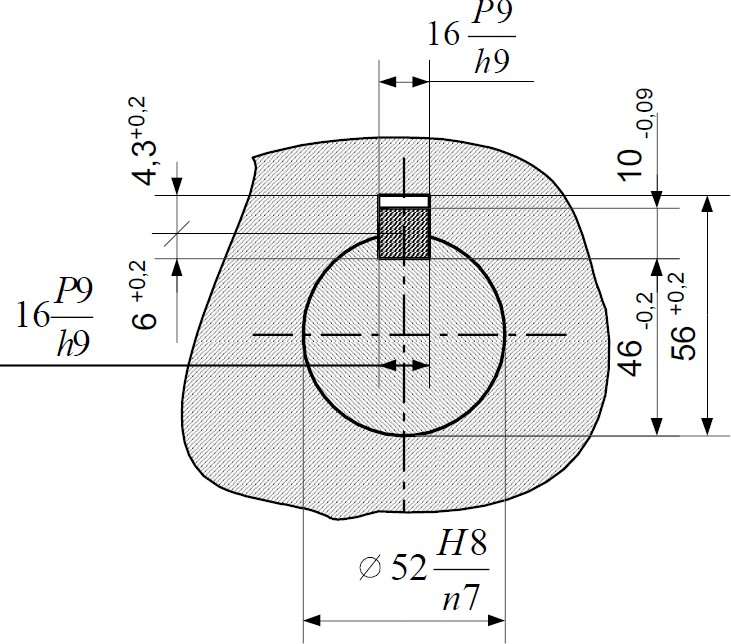 16 P9/h9
4,3+0,2
10 -0,09
6 +0,2
16 P9/h9
46 -0,2
56 +0,2
⌀ 52 H8/n7